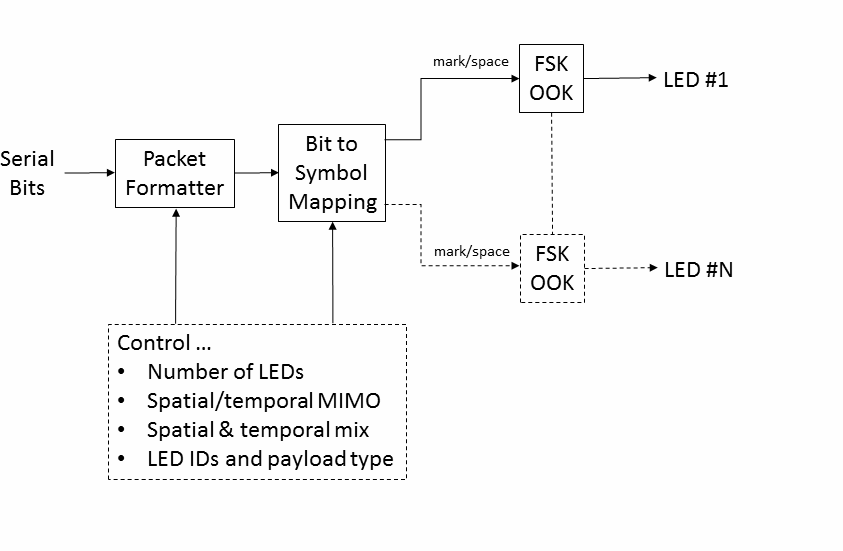 Serial
Bits
Packet
Formatter
Bit to
Symbol
Mapping
mark/space
FSK
OOK
LED #1
mark/space
FSK
OOK
LED #N
Control ...
• Number of LEDs
• Spatial/temporal MIMO
• Spatial & temporal mix
• LED IDs and payload type